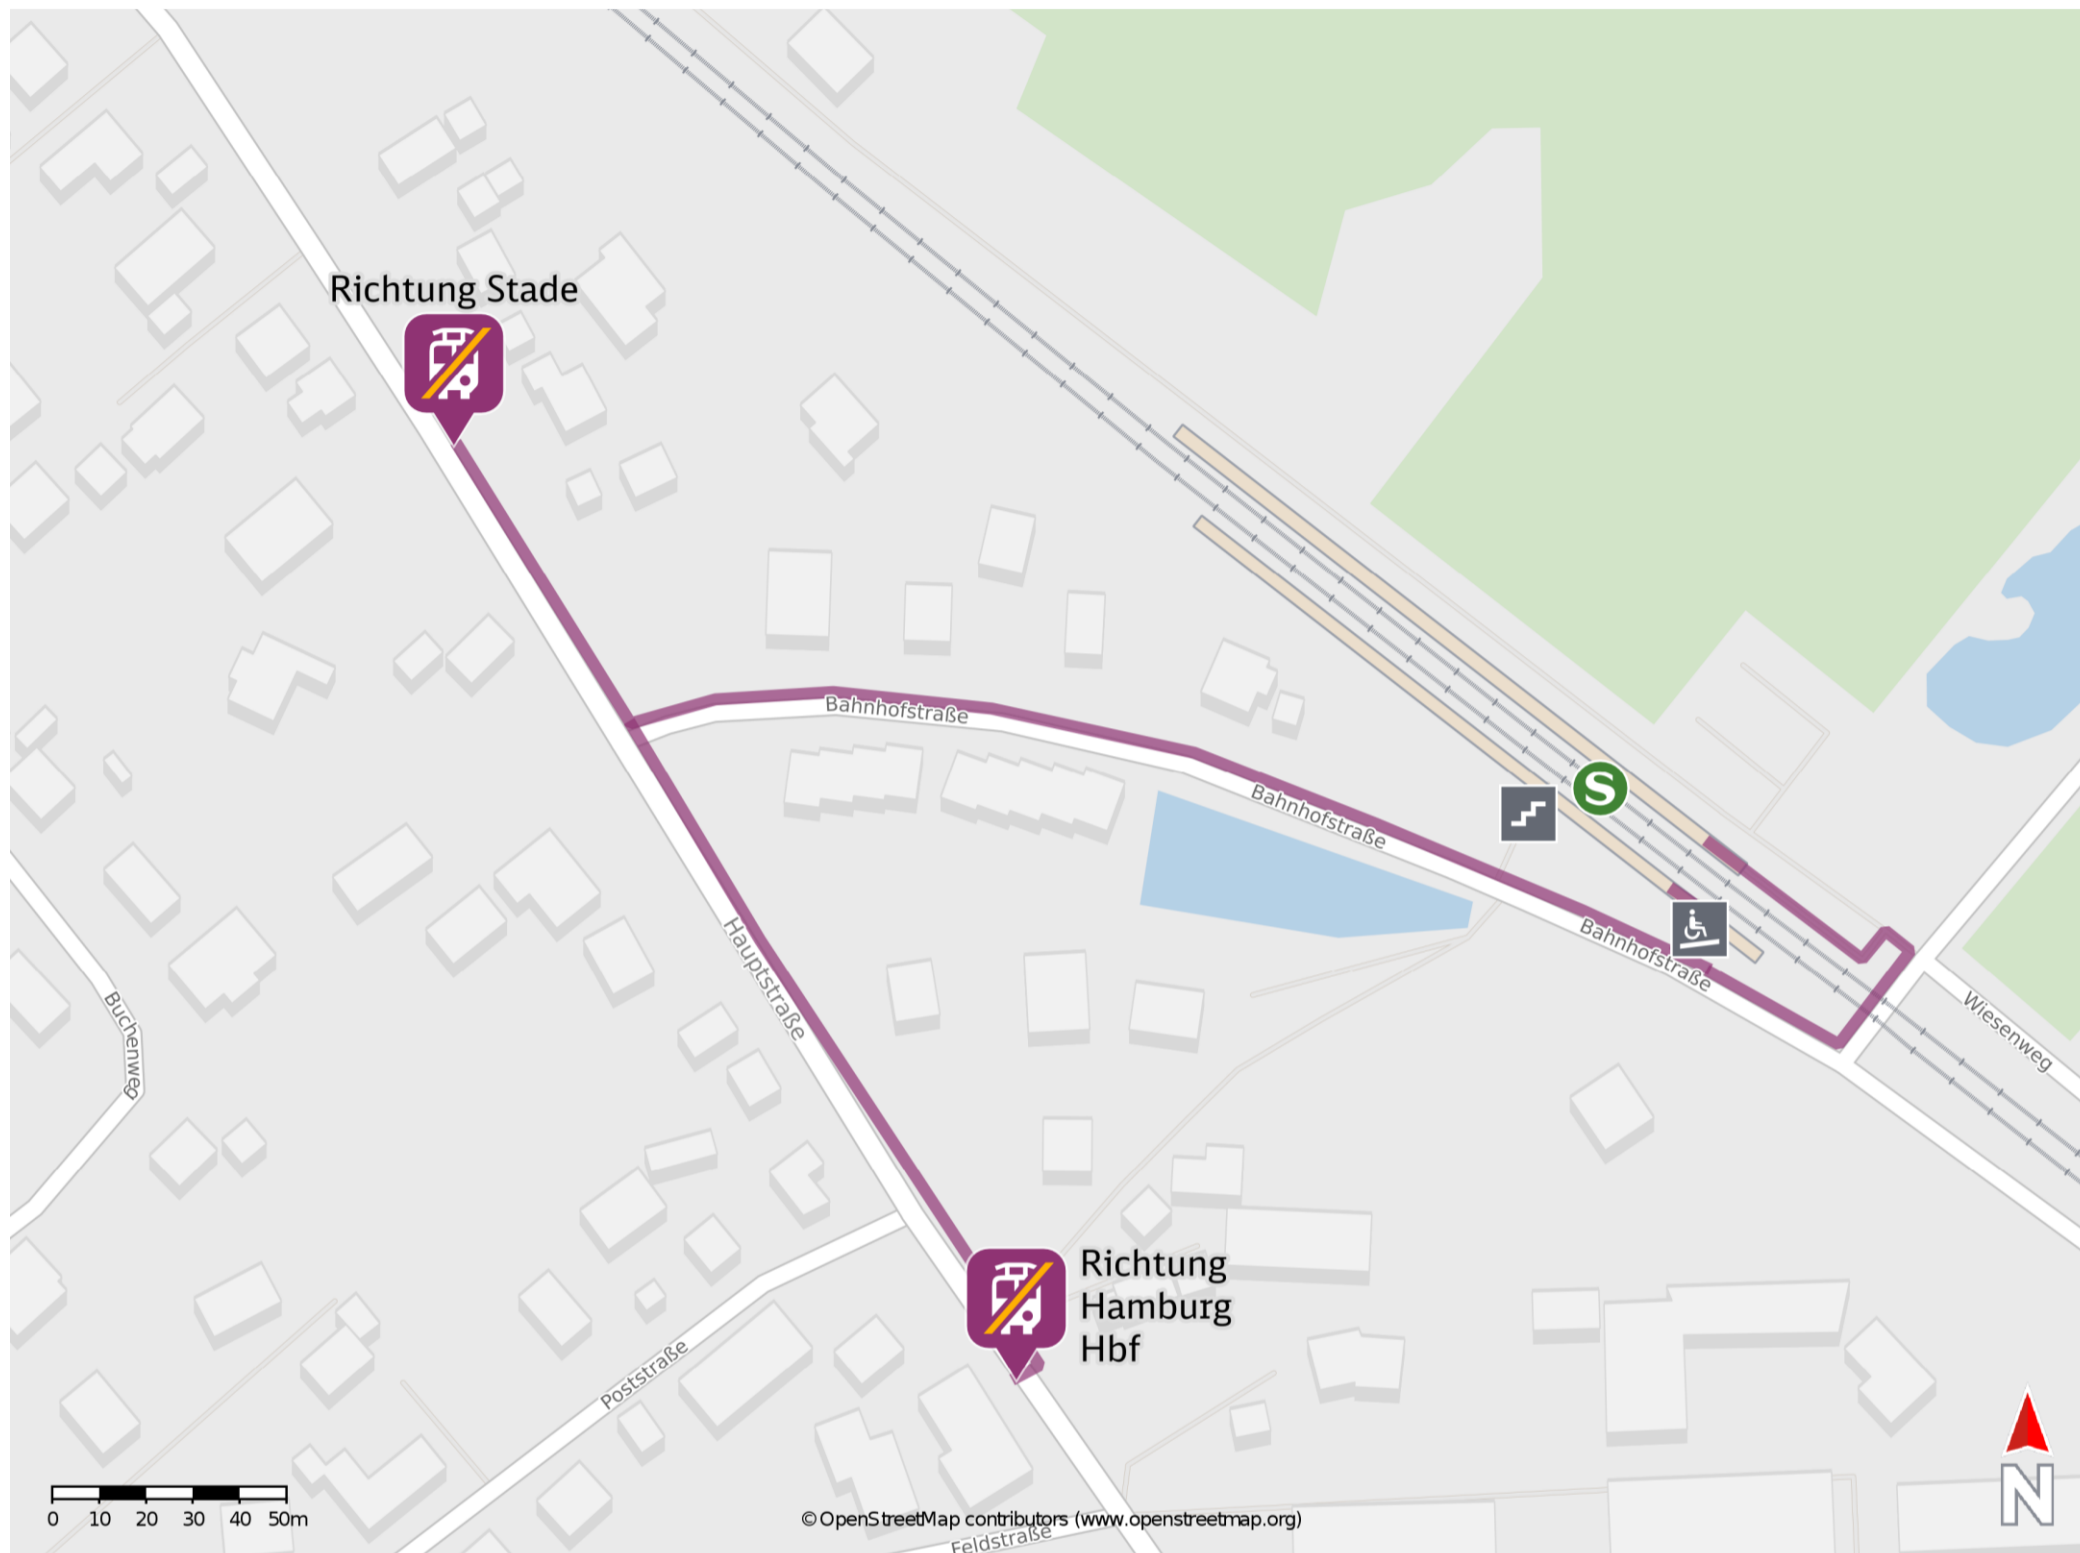 Richtung Stade
Bahnhofstraße
S
Bahnhofstraße
Bahnhofstraße
Hauptstraße
Buchenweg
Wiesenweg
Richtung
Hamburg
Hbf
Poststraße
N
0 10 20 30 40 50m
© OpenStreetMap contributors (www.openstreetmap.org)
Feldstraße